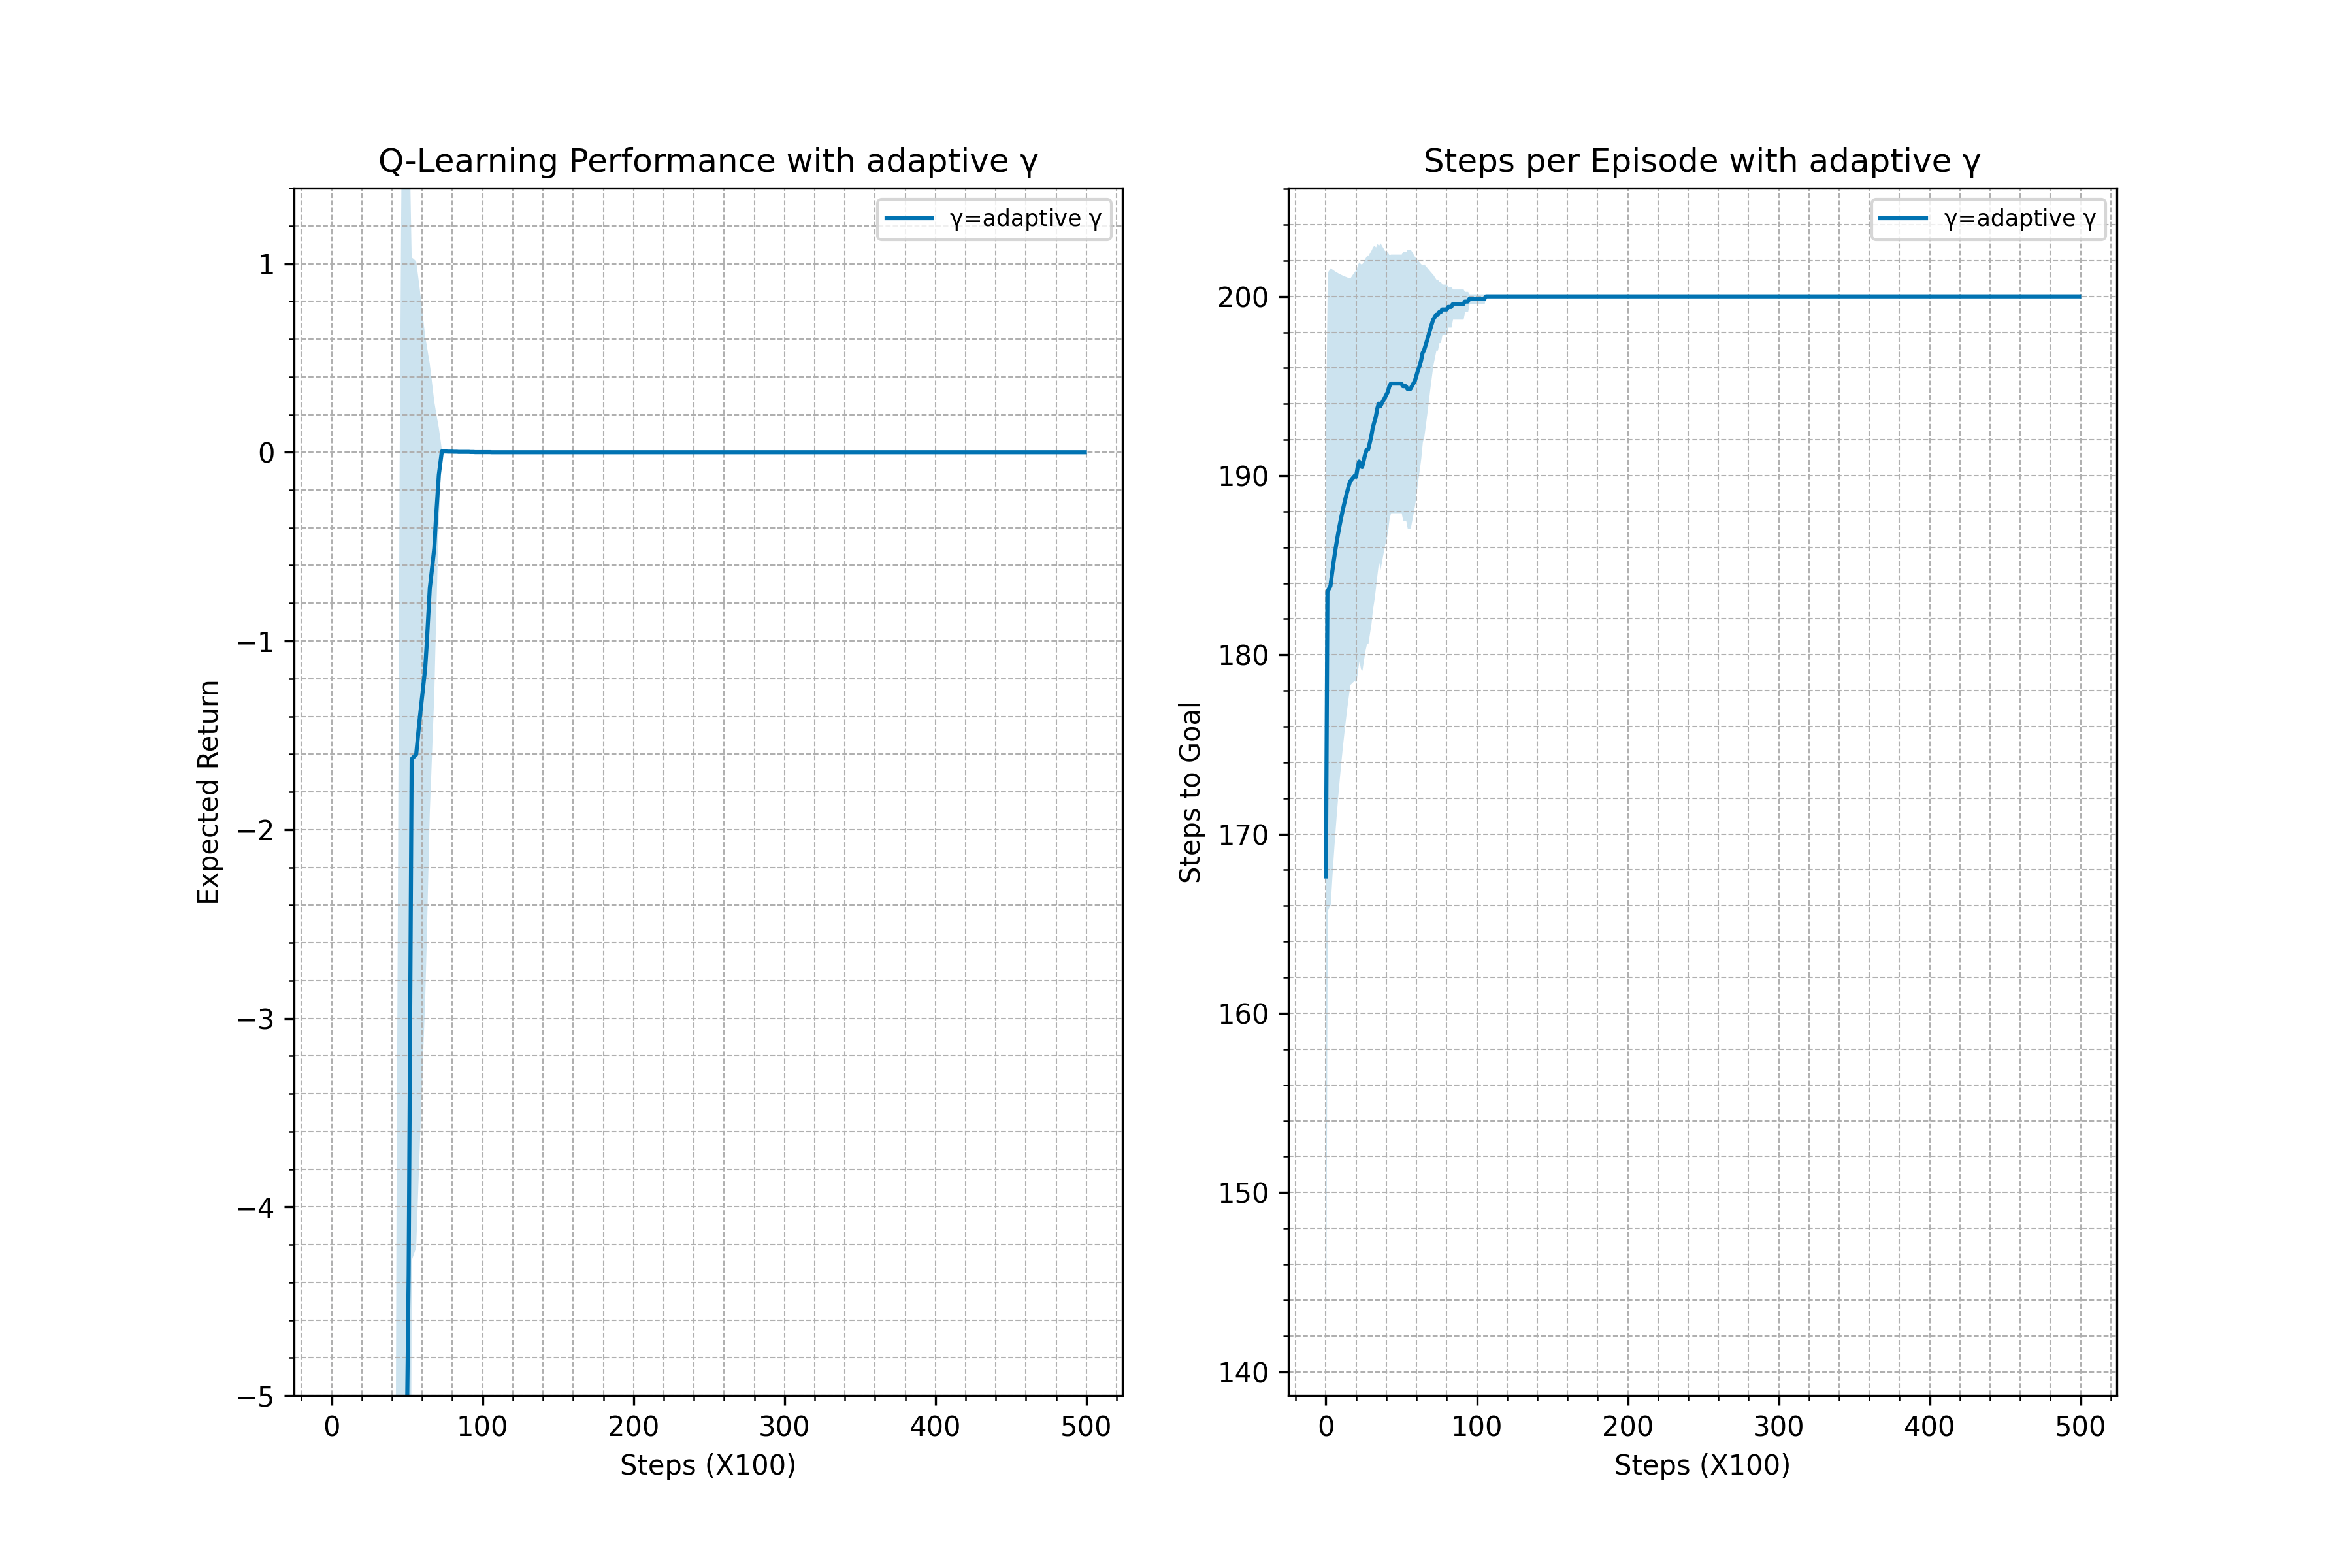 Q-Learning Performance with adaptive γ
γ=adaptive γ
Expected Return
1
0
−1
−2
−3
−4
−5
0 100 200 300 400 500
Steps (X100)
Steps per Episode with adaptive γ
γ=adaptive γ
Steps to Goal
200
190
180
170
160
150
140
0 100 200 300 400 500
Steps (X100)